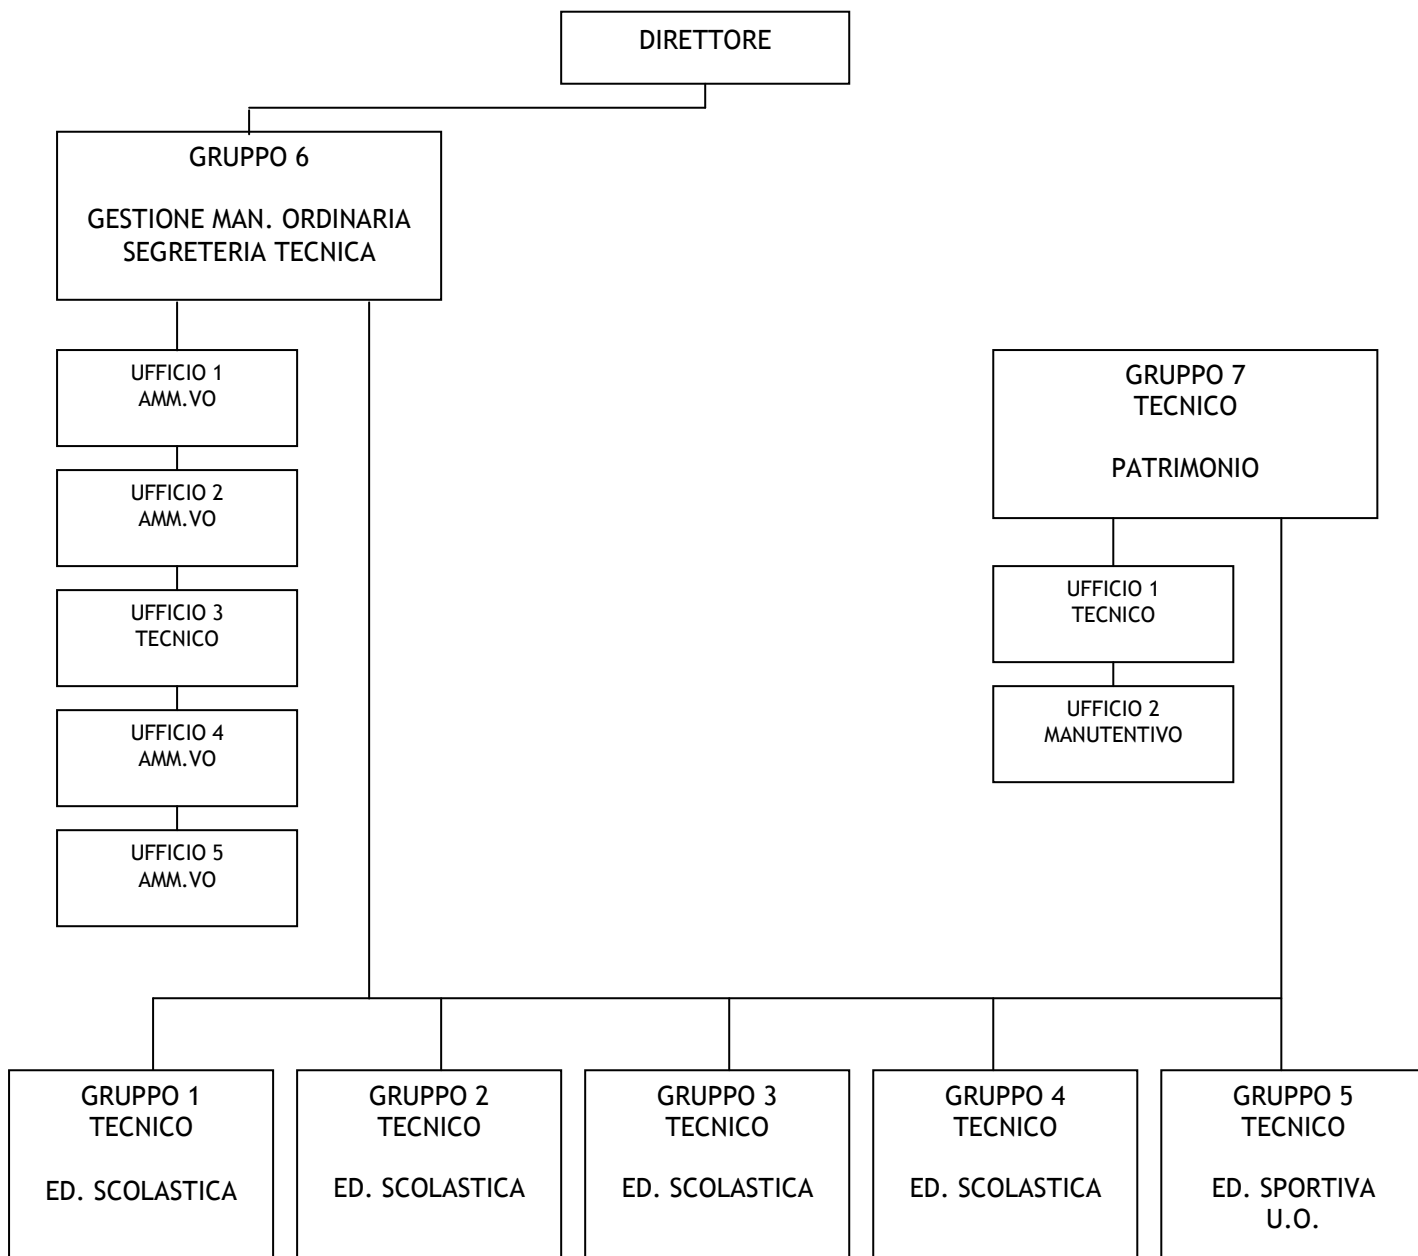 DIRETTORE
GRUPPO 6
GESTIONE MAN. ORDINARIA
SEGRETERIA TECNICA
UFFICIO 1
AMM.VO
UFFICIO 2
AMM.VO
UFFICIO 3
TECNICO
UFFICIO 4
AMM.VO
UFFICIO 5
AMM.VO
GRUPPO 7
TECNICO
PATRIMONIO
UFFICIO 1
TECNICO
UFFICIO 2
MANUTENTIVO
GRUPPO 1
TECNICO
ED. SCOLASTICA
GRUPPO 2
TECNICO
ED. SCOLASTICA
GRUPPO 3
TECNICO
ED. SCOLASTICA
GRUPPO 4
TECNICO
ED. SCOLASTICA
GRUPPO 5
TECNICO
ED. SPORTIVA
U.O.